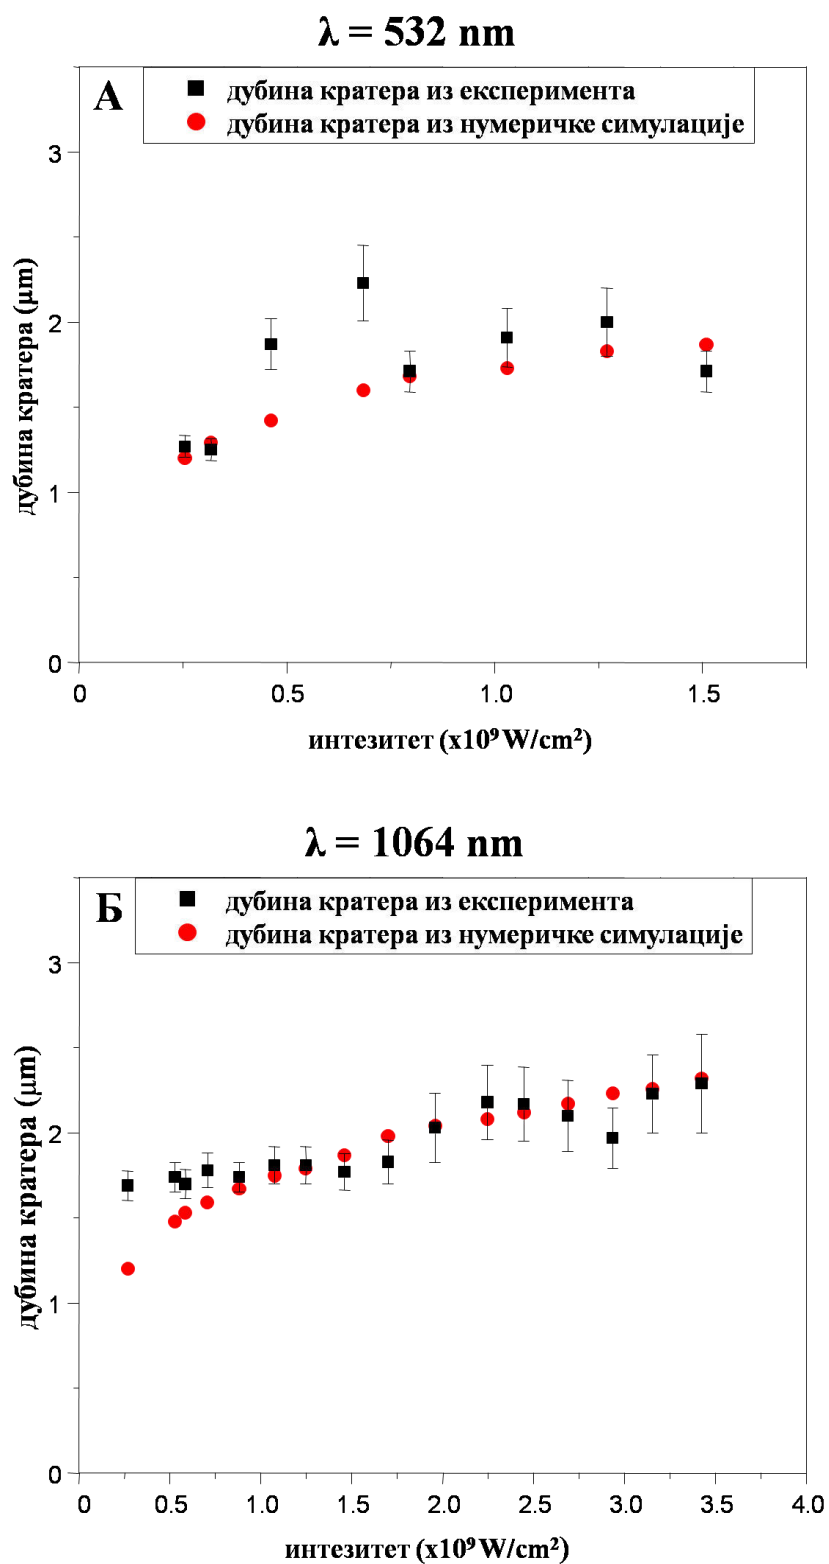 λ = 532 nm
А
дубина кратера из експеримента
дубина кратера из нумеричке симулације
3
2
1
0
дубина кратера (μm)
0 0.5 1.0 1.5
интезитет (x10⁹ W/cm²)
λ = 1064 nm
Б
дубина кратера из експеримента
дубина кратера из нумеричке симулације
3
2
1
0
дубина кратера (μm)
0 0.5 1.0 1.5 2.0 2.5 3.0 3.5 4.0
интезитет (x10⁹ W/cm²)